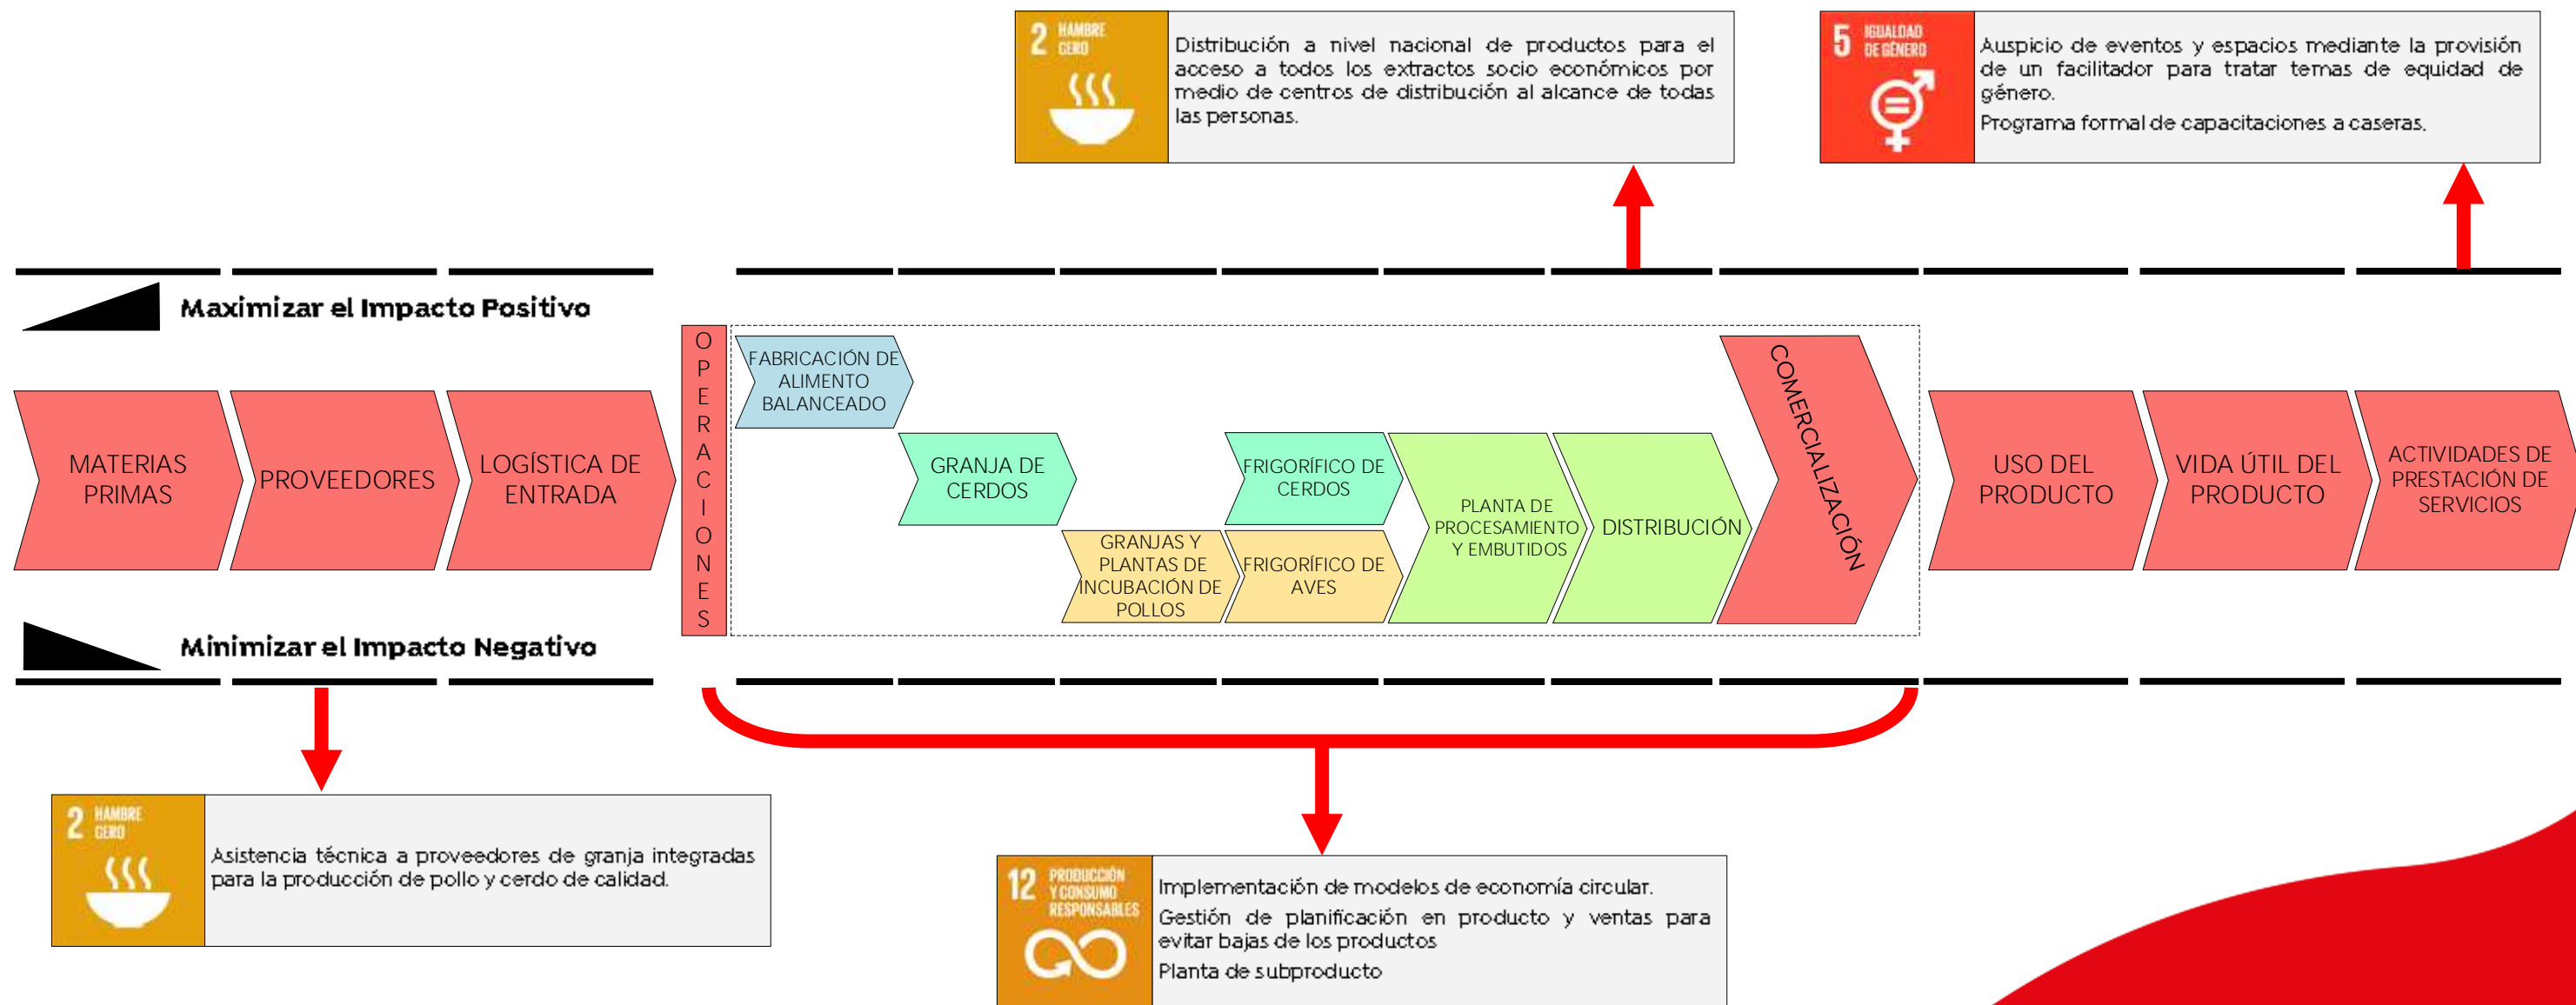 2 HAMBRE
CERO
Distribución a nivel nacional de productos para el
acceso a todos los extractos socio económicos por
medio de centros de distribución al alcance de todas
las personas.
5 IGUALDAD
DE GÉNERO
Auspicio de eventos y espacios mediante la provisión
de un facilitador para tratar temas de equidad de
género.
Programa formal de capacitaciones a caseras.
Maximizar el Impacto Positivo
MATERIAS
PRIMAS
PROVEEDORES
LOGÍSTICA DE
ENTRADA
OPERACIONES
FABRICACIÓN DE
ALIMENTO
BALANCEADO
GRANJA DE
CERDOS
GRANJAS Y
PLANTAS DE
INCUBACIÓN DE
POLLOS
FRIGORÍFICO DE
CERDOS
FRIGORÍFICO DE
AVES
PLANTA DE
PROCESAMIENTO
Y EMBUTIDOS
DISTRIBUCIÓN
COMERCIALIZACIÓN
USO DEL
PRODUCTO
VIDA ÚTIL DEL
PRODUCTO
ACTIVIDADES DE
PRESTACIÓN DE
SERVICIOS
Minimizar el Impacto Negativo
2 HAMBRE
CERO
Asistencia técnica a proveedores de granja integradas
para la producción de pollo y cerdo de calidad.
12 PRODUCCIÓN
Y CONSUMO
RESPONSABLES
Implementación de modelos de economía circular.
Gestión de planificación en producto y ventas para
evitar bajas de los productos
Planta de subproducto